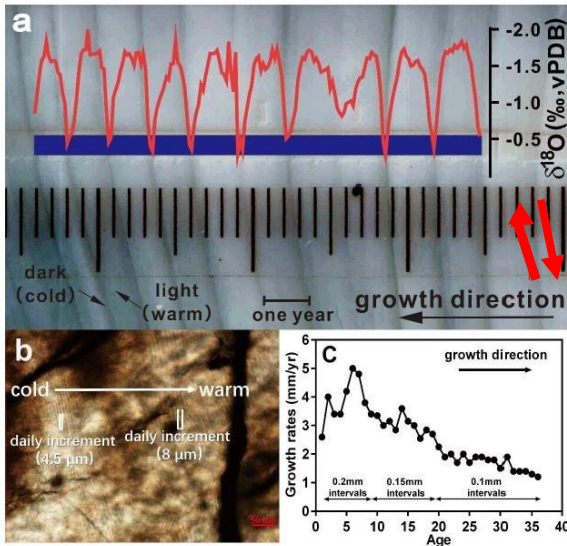 a
-2.0
-1.5
-1.0
-0.5
δ18O(‰,vPDB)
dark
(cold)
light
(warm)
one year
growth direction
b
cold
warm
daily increment
(4.5 μm)
daily increment
(8 μm)
C
growth direction
Growth rates (mm/yr)
6
5
4
3
2
1
0
0.2mm
intervals
0.15mm
intervals
0.1mm
intervals
0 5 10 15 20 25 30 35 40
Age